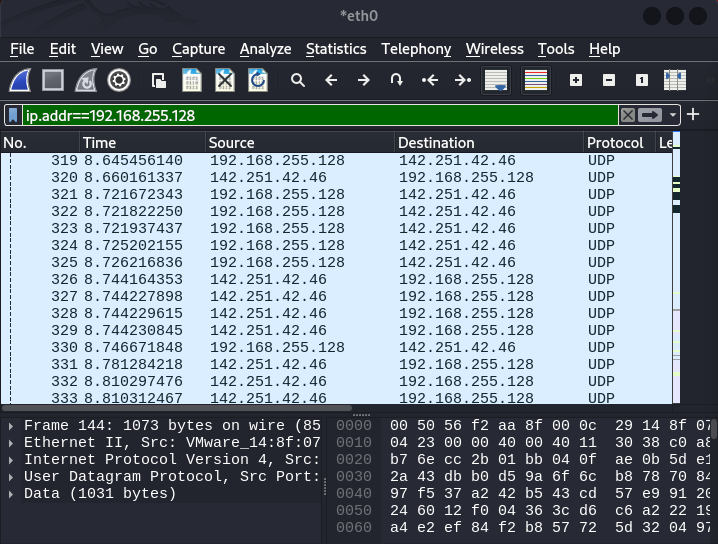 *eth0
File Edit View Go Capture Analyze Statistics Telephony Wireless Tools Help
ip.addr==192.168.255.128
No. Time Source Destination Protocol Le
319 8.645456140 192.168.255.128 142.251.42.46 UDP
320 8.660161337 142.251.42.46 192.168.255.128 UDP
321 8.721672343 192.168.255.128 142.251.42.46 UDP
322 8.721822250 192.168.255.128 142.251.42.46 UDP
323 8.721937437 192.168.255.128 142.251.42.46 UDP
324 8.725202155 192.168.255.128 142.251.42.46 UDP
325 8.726216836 192.168.255.128 142.251.42.46 UDP
326 8.744164353 142.251.42.46 192.168.255.128 UDP
327 8.744227898 142.251.42.46 192.168.255.128 UDP
328 8.744229615 142.251.42.46 192.168.255.128 UDP
329 8.744230845 142.251.42.46 192.168.255.128 UDP
330 8.746671848 192.168.255.128 142.251.42.46 UDP
331 8.781284218 142.251.42.46 192.168.255.128 UDP
332 8.810297476 142.251.42.46 192.168.255.128 UDP
333 8.810312467 142.251.42.46 192.168.255.128 UDP
Frame 144: 1073 bytes on wire (85
Ethernet II, Src: VMware_14:8f:07
Internet Protocol Version 4, Src:
User Datagram Protocol, Src Port:
Data (1031 bytes)
0000 00 50 56 f2 aa 8f 00 0c 29 14 8f 07
0010 04 23 00 00 40 00 40 11 30 38 c0 a8
0020 b7 6e cc 2b 01 bb 04 0f ae 0b 5d e1
0030 2a 43 db b0 d5 9a 6f 6c b8 78 70 84
0040 97 f5 37 a2 42 b5 43 cd 57 e9 91 20
0050 24 60 12 f0 04 36 3c d6 c6 a2 22 19
0060 a4 e2 ef 84 f2 b8 57 72 5d 32 04 97